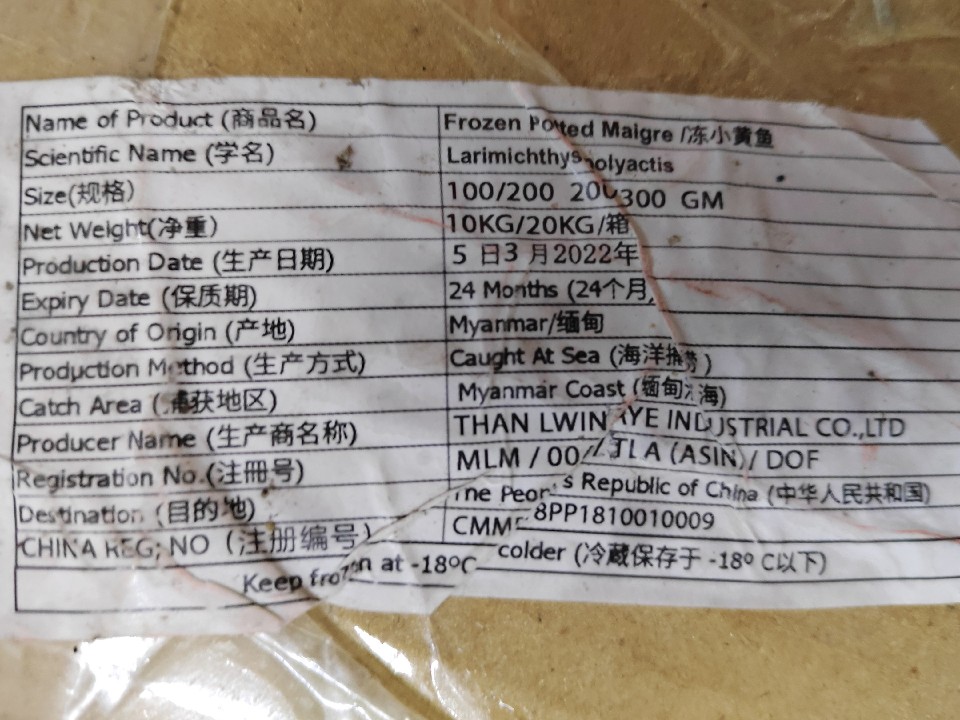 Name of Product (商品名) Frozen Potted Maigre /冻小黄鱼
Scientific Name (学名) Larimichthys polyactis
Size(规格) 100/200 200/300 GM
Net Weight(净重) 10KG/20KG/箱
Production Date (生产日期) 5 日3 月2022年
Expiry Date (保质期) 24 Months (24个月
Country of Origin (产地) Myanmar/缅甸
Production Method (生产方式) Caught At Sea (海洋捕捞)
Catch Area (捕获地区) Myanmar Coast (缅甸 海)
Producer Name (生产商名称) THAN LWIN AYE INDUSTRIAL CO.,LTD
Registration No.(注冊号) MLM / 00 A (ASIN) / DOF
Destination (目的地) The Peop s Republic of China (中华人民共和国)
CHINA REG; NO (注册编号) CMM 8PP1810010009
Keep frozen at -18ºC colder (冷藏保存于 -18º C以下)